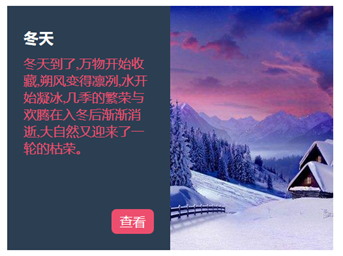 冬天
冬天到了,万物开始收
藏,朔风变得凛冽,水开
始凝冰,几季的繁荣与
欢腾在入冬后渐渐消
逝,大自然又迎来了一
轮的枯荣。
查看